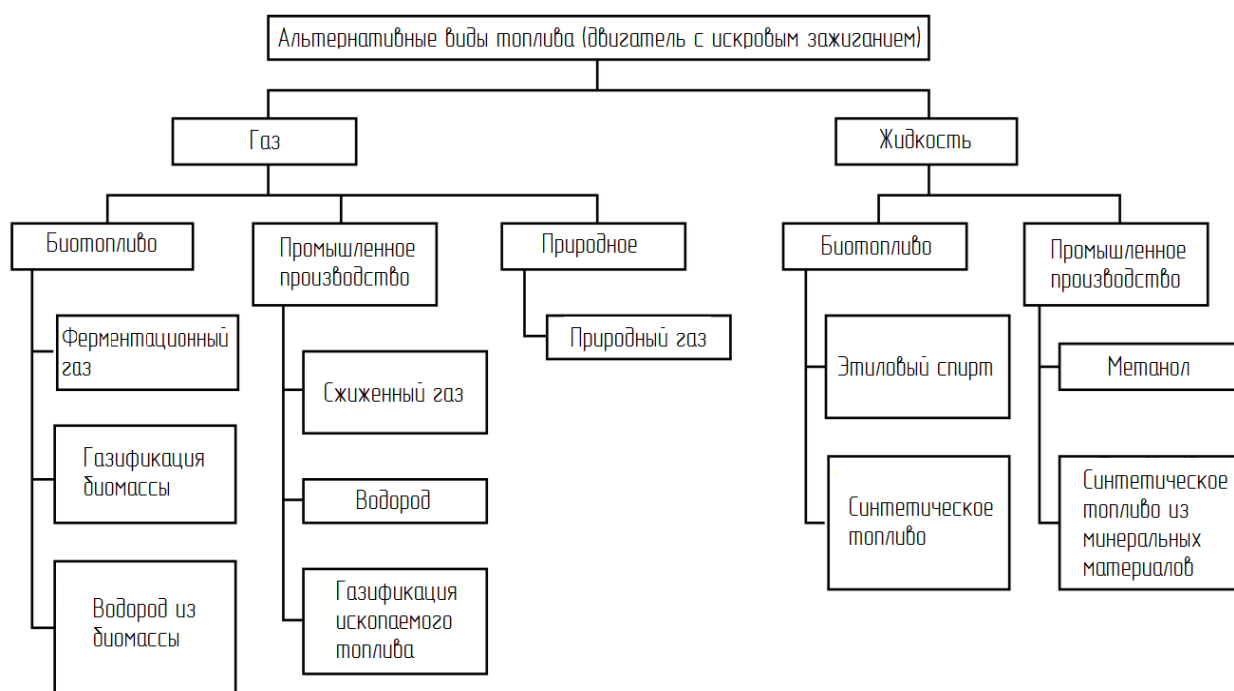 Альтернативные виды топлива (двигатель с искровым зажиганием)
Газ
Жидкость
Биотопливо
Промышленное
производство
Природное
Биотопливо
Промышленное
производство
Ферментационный
газ
Газификация
биомассы
Водород из
биомассы
Сжиженный газ
Водород
Газификация
ископаемого
топлива
Природный газ
Этиловый спирт
Синтетическое
топливо
Метанол
Синтетическое
топливо из
минеральных
материалов